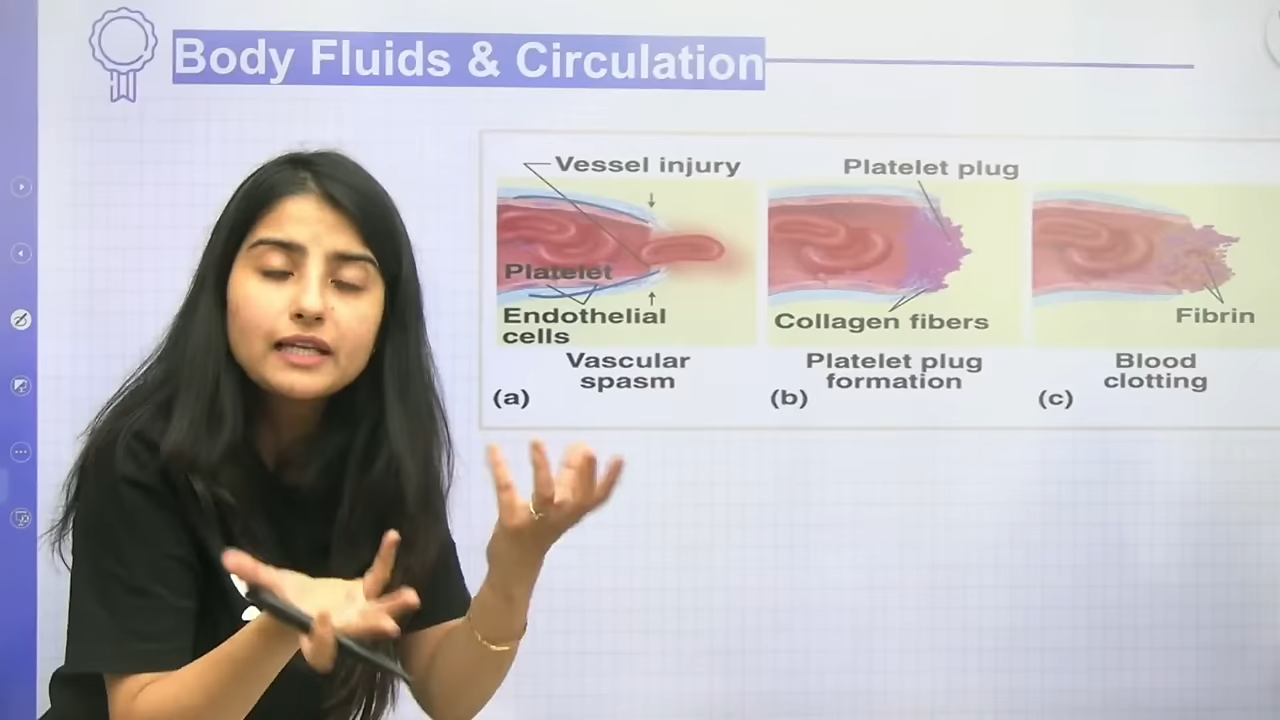 Body Fluids & Circulation
Vessel injury
Platelet
Endothelial
cells
Vascular
spasm
(a)
Platelet plug
Collagen fibers
Platelet plug
formation
(b)
Fibrin
Blood
clotting
(c)